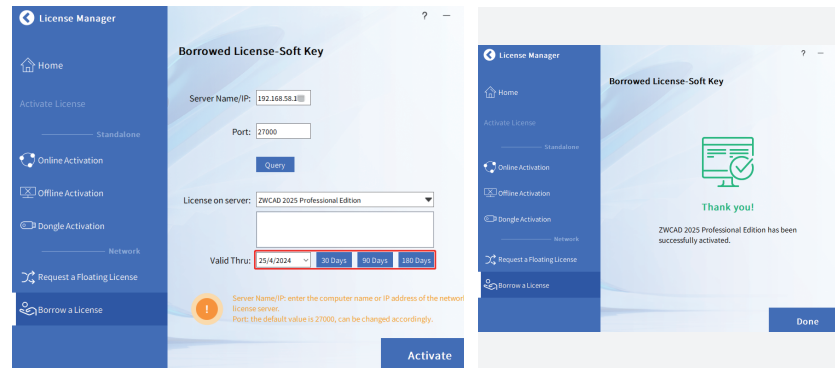 License Manager
? –
Home
Activate License
Standalone
Online Activation
Offline Activation
Dongle Activation
Network
Request a Floating License
Borrow a License
Borrowed License-Soft Key
Server Name/IP: 192.168.58.1
Port: 27000
Query
License on server: ZWCAD 2025 Professional Edition
Valid Thru: 25/4/2024 30 Days 90 Days 180 Days
! Server Name/IP: enter the computer name or IP address of the networ
license server.
Port: the default value is 27000, can be changed accordingly.
Activate
License Manager
? –
Home
Activate License
Standalone
Online Activation
Offline Activation
Dongle Activation
Network
Request a Floating License
Borrow a License
Borrowed License-Soft Key
Thank you!
ZWCAD 2025 Professional Edition has been
successfully activated.
Done